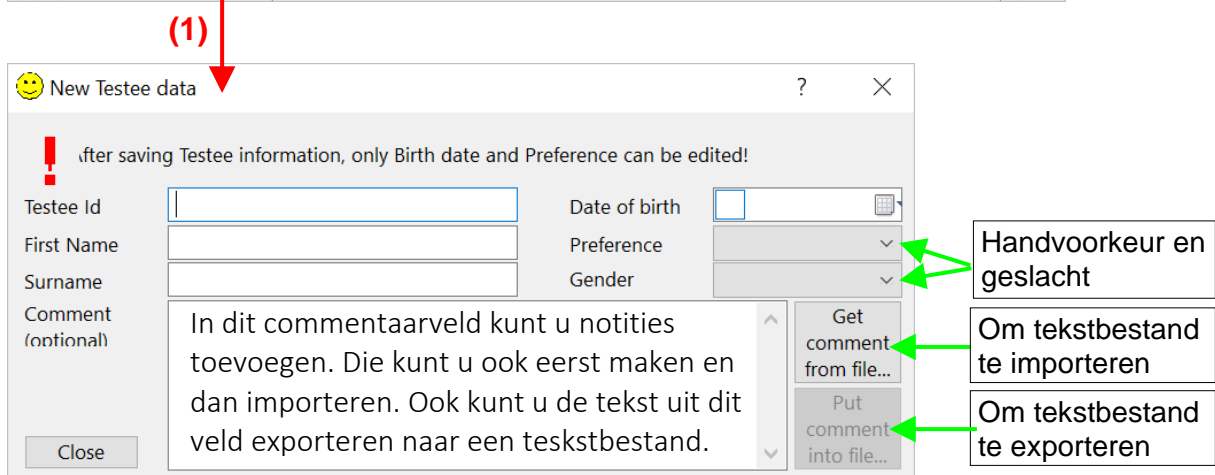 (1)
New Testee data ? ×
! fter saving Testee information, only Birth date and Preference can be edited!
Testee Id Date of birth
First Name Preference
Surname Gender
Comment
(optional)
In dit commentaarveld kunt u notities
toevoegen. Die kunt u ook eerst maken en
dan importeren. Ook kunt u de tekst uit dit
veld exporteren naar een teskstbestand.
Get
comment
from file...
Put
comment
into file...
Close
Handvoorkeur en
geslacht
Om tekstbestand
te importeren
Om tekstbestand
te exporteren